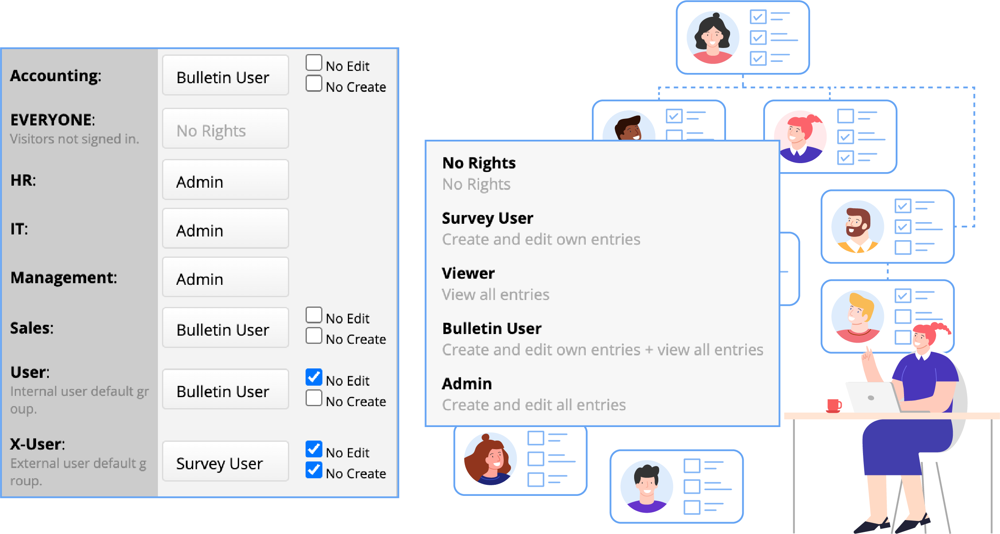 Accounting:
Bulletin User
No Edit
No Create
EVERYONE:
Visitors not signed in.
No Rights
HR:
Admin
IT:
Admin
Management:
Admin
Sales:
Bulletin User
No Edit
No Create
User:
Internal user default gr
oup.
Bulletin User
No Edit
No Create
X-User:
External user default g
roup.
Survey User
No Edit
No Create
No Rights
No Rights
Survey User
Create and edit own entries
Viewer
View all entries
Bulletin User
Create and edit own entries + view all entries
Admin
Create and edit all entries